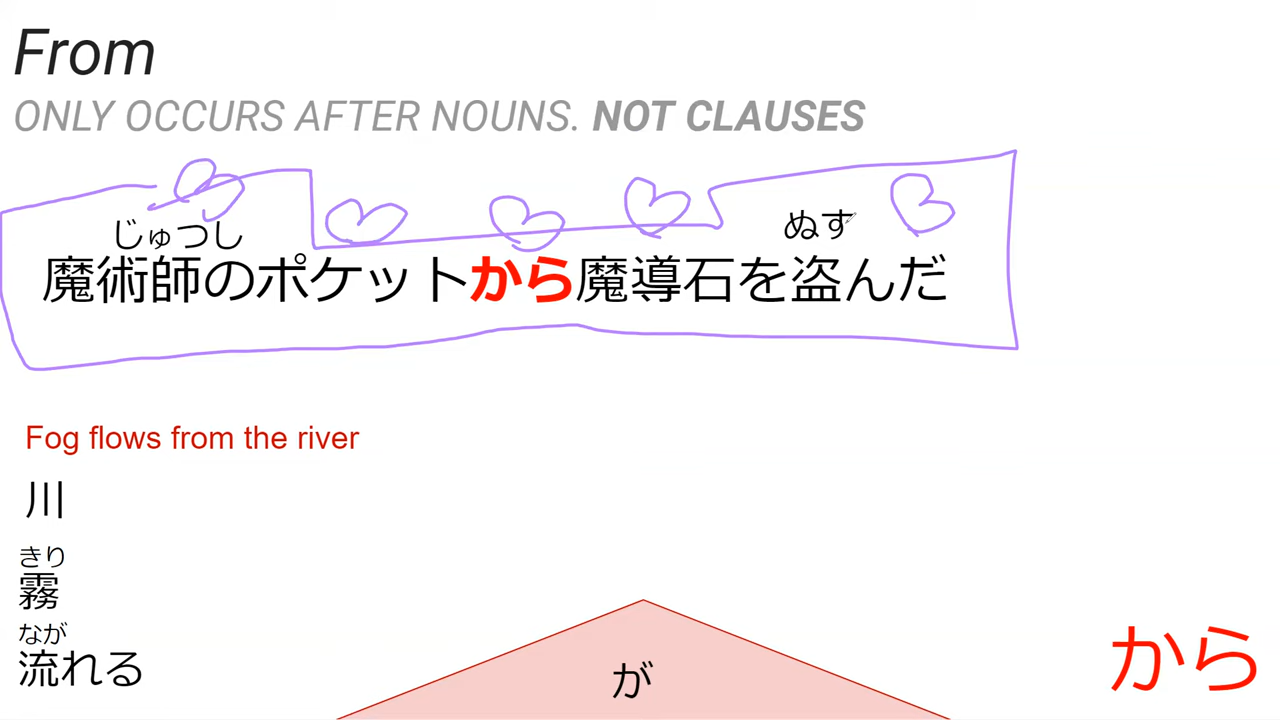 From
ONLY OCCURS AFTER NOUNS. NOT CLAUSES
じゅつし ぬす
魔術師のポケットから魔導石を盗んだ
Fog flows from the river
川
きり
霧
なが
流れる
が
から